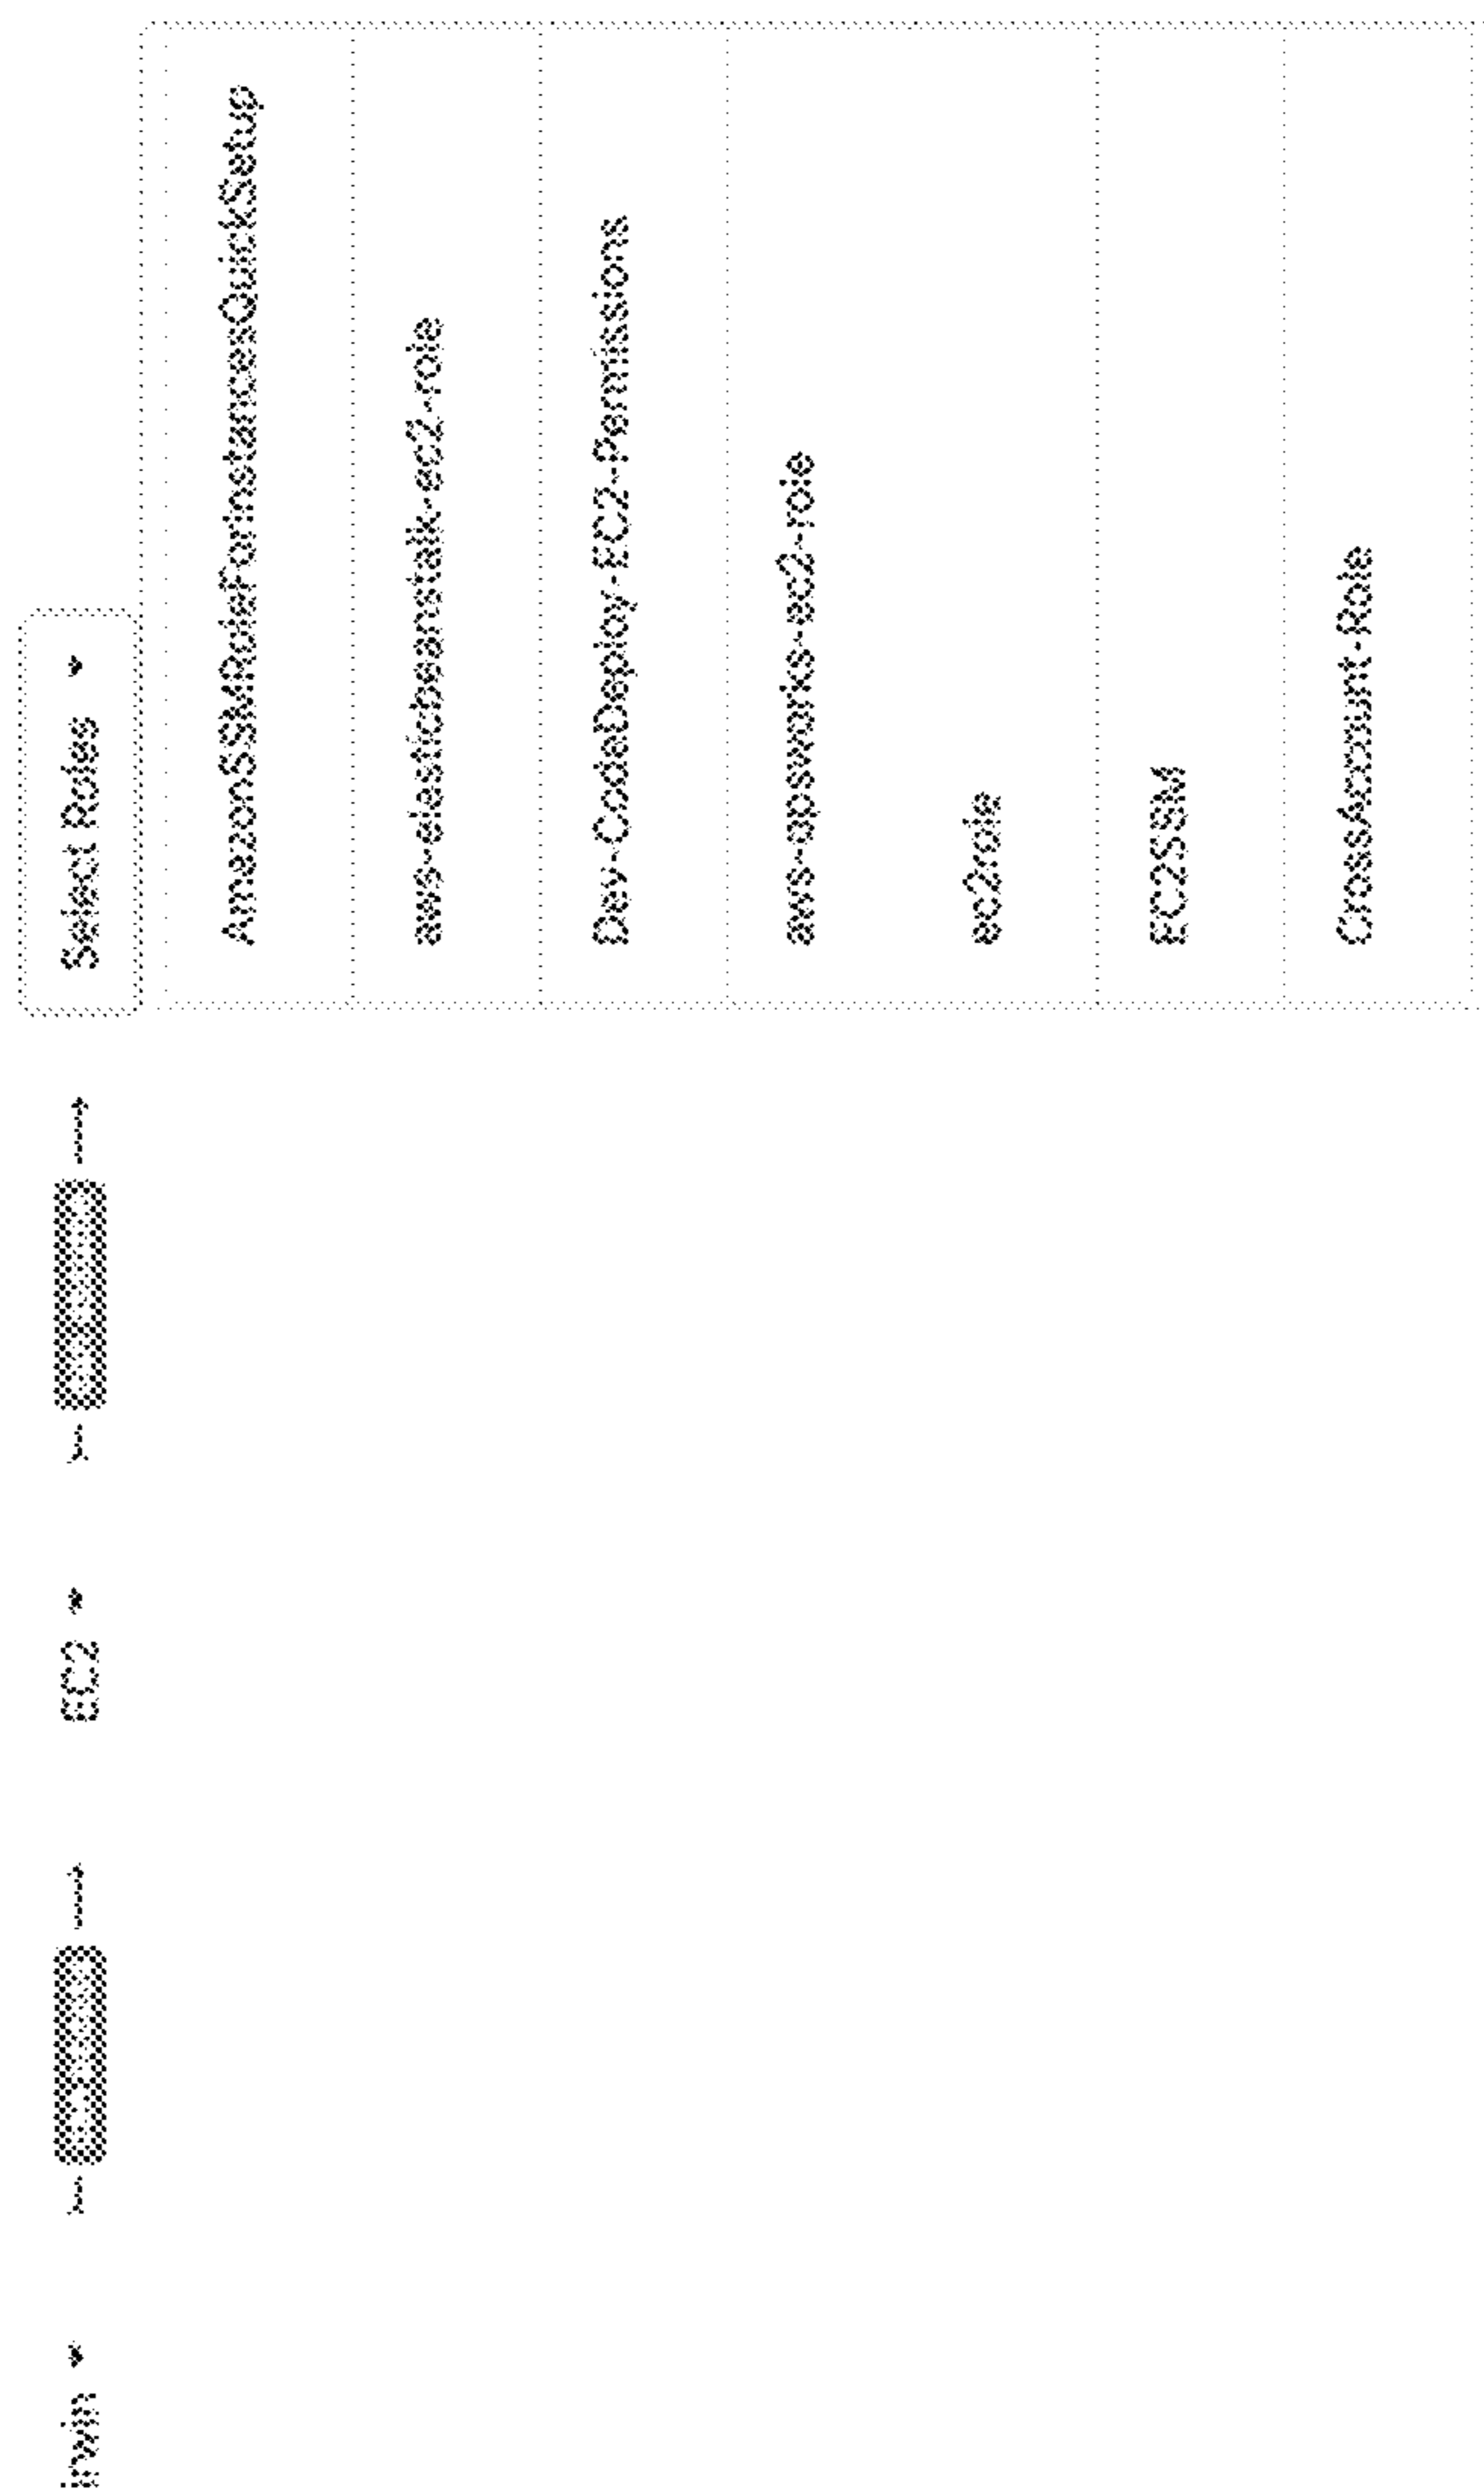 EC2
Select Roles
AmazonSSMRoleForInstancesQuickSetup
aws-elasticbeanstalk-ec2-role
Dev-CodeDeploy-EC2-Permissions
aws-opsworks-ec2-role
ec2role
EC2SSM
CrossAccount-Role